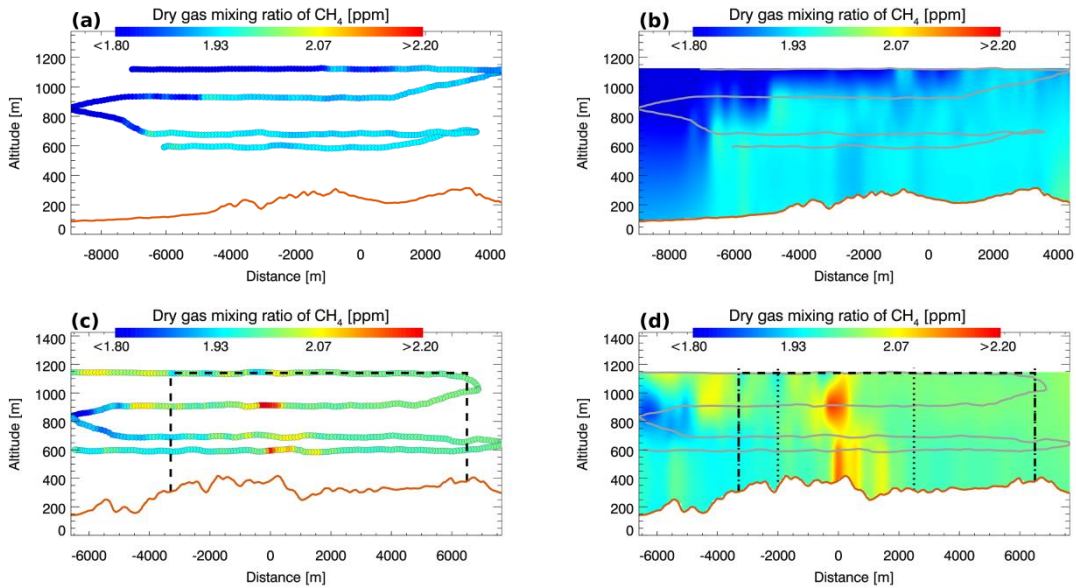 (a) Dry gas mixing ratio of CH₄ [ppm]
<1.80 1.93 2.07 >2.20
1200
1000
800
600
400
200
0
Altitude [m]
-8000 -6000 -4000 -2000 0 2000 4000
Distance [m]
(b) Dry gas mixing ratio of CH₄ [ppm]
<1.80 1.93 2.07 >2.20
1200
1000
800
600
400
200
0
Altitude [m]
-8000 -6000 -4000 -2000 0 2000 4000
Distance [m]
(c) Dry gas mixing ratio of CH₄ [ppm]
<1.80 1.93 2.07 >2.20
1400
1200
1000
800
600
400
200
0
Altitude [m]
-6000 -4000 -2000 0 2000 4000 6000
Distance [m]
(d) Dry gas mixing ratio of CH₄ [ppm]
<1.80 1.93 2.07 >2.20
1400
1200
1000
800
600
400
200
0
Altitude [m]
-6000 -4000 -2000 0 2000 4000 6000
Distance [m]